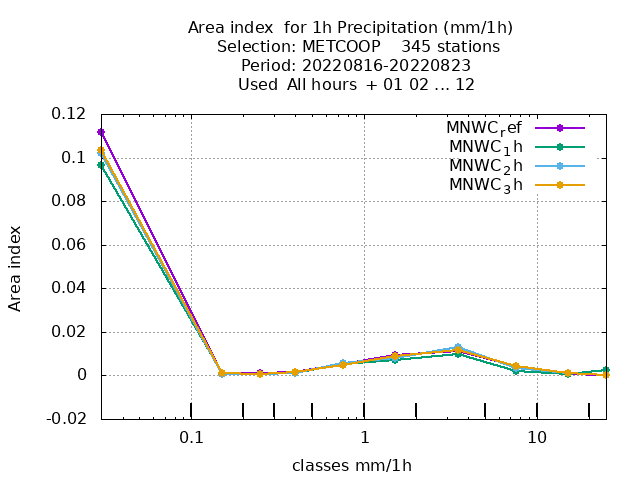 Area index  for 1h Precipitation (mm/1h)
Selection: METCOOP    345 stations
Period: 20220816-20220823
Used  All hours  + 01 02 ... 12
0.12
0.1
0.08
0.06
0.04
0.02
0
-0.02
Area index
MNWC_ref
MNWC_1h
MNWC_2h
MNWC_3h
0.1
1
10
classes mm/1h